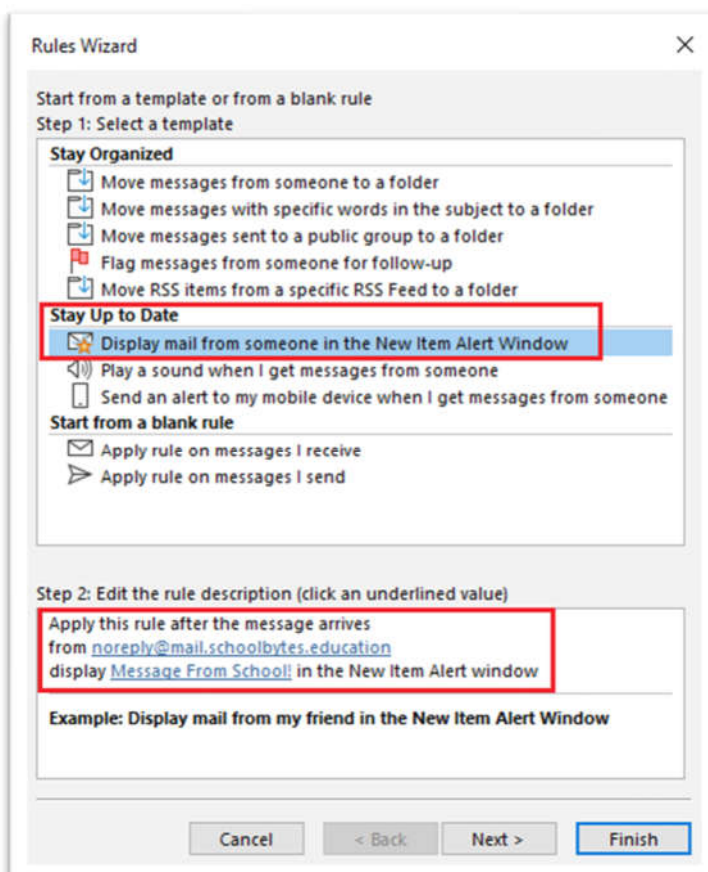 Rules Wizard
Start from a template or from a blank rule
Step 1: Select a template
Stay Organized
Move messages from someone to a folder
Move messages with specific words in the subject to a folder
Move messages sent to a public group to a folder
Flag messages from someone for follow-up
Move RSS items from a specific RSS Feed to a folder
Stay Up to Date
Display mail from someone in the New Item Alert Window
Play a sound when I get messages from someone
Send an alert to my mobile device when I get messages from someone
Start from a blank rule
Apply rule on messages I receive
Apply rule on messages I send
Step 2: Edit the rule description (click an underlined value)
Apply this rule after the message arrives
from noreply@mail.schoolbytes.education
display Message From School! in the New Item Alert window
Example: Display mail from my friend in the New Item Alert Window
Cancel < Back Next > Finish